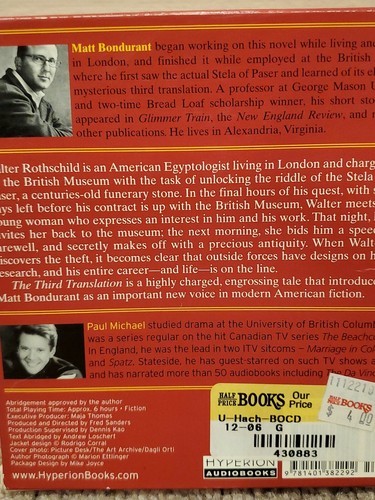 Matt Bondurant began working on this novel while living and
in London, and finished it while employed at the British
where he first saw the actual Stela of Paser and learned of its el
mysterious third translation. A professor at George Mason U
and two-time Bread Loaf scholarship winner, his short sto
appeared in Glimmer Train, the New England Review, and
other publications. He lives in Alexandria, Virginia.
alter Rothschild is an American Egyptologist living in London and charg
the British Museum with the task of unlocking the riddle of the Stela
aser, a centuries-old funerary stone. In the final hours of his quest, with
ays left before his contract is up with the British Museum, Walter meets
oung woman who expresses an interest in him and his work. That night, h
vites her back to the museum; the next morning, she bids him a speed
arewell, and secretly makes off with a precious antiquity. When Walt
iscovers the theft, it becomes clear that outside forces have designs on h
esearch, and his entire career—and life—is on the line.
The Third Translation is a highly charged, engrossing tale that introduc
Matt Bondurant as an important new voice in modern American fiction.
Paul Michael studied drama at the University of British Colum
was a series regular on the hit Canadian TV series The Beachco
In England, he was the lead in two ITV sitcoms – Marriage in Col
and Spatz. Stateside, he has guest-starred on such TV shows a
and has narrated more than 50 audiobooks including The Da Vinci
Abridgement approved by the author
Total Playing Time: Approx. 6 hours • Fiction
Executive Producer: Maja Thomas
Produced and Directed by Fred Sanders
Production Supervised by Dennis Kao
Text Abridged by Andrew Loschert
Jacket design © Rodrigo Corral
Cover photo: (Picture Desk/The Art Archive/Dagli Orti)
Author Photograph © Marion Ettlinger
Package Design by Mike Joyce
www.HyperionBooks.com
HALF PRICE BOOKS Our Price
U-Hach-BOCD
12-06 G
430883
112219
BOOKS
$ 4.00
HYPERION
AUDIOBOOKS
9 781401 382292